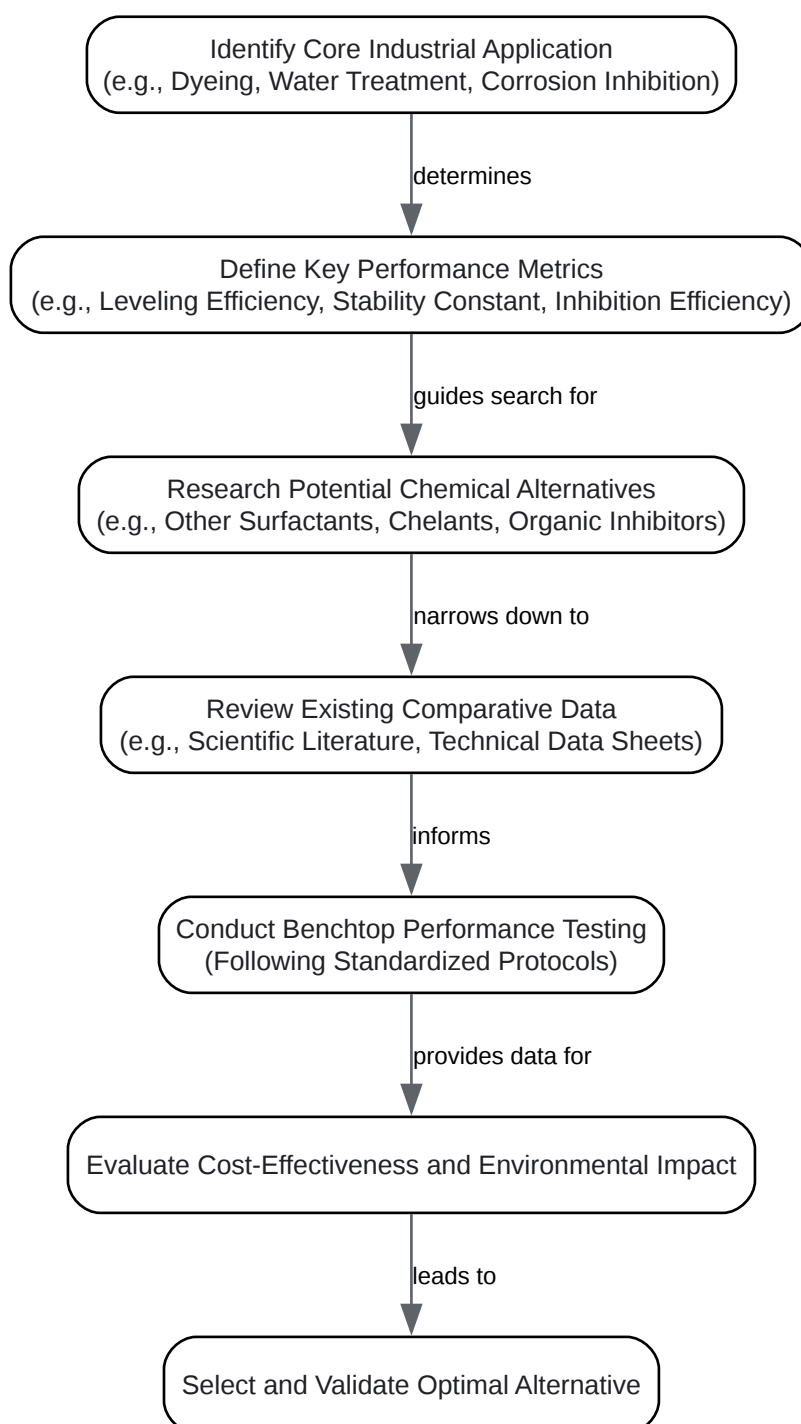 Identify Core Industrial Application
(e.g., Dyeing, Water Treatment, Corrosion Inhibition)
determines
Define Key Performance Metrics
(e.g., Leveling Efficiency, Stability Constant, Inhibition Efficiency)
guides search for
Research Potential Chemical Alternatives
(e.g., Other Surfactants, Chelants, Organic Inhibitors)
narrows down to
Review Existing Comparative Data
(e.g., Scientific Literature, Technical Data Sheets)
informs
Conduct Benchtop Performance Testing
(Following Standardized Protocols)
provides data for
Evaluate Cost-Effectiveness and Environmental Impact
leads to
Select and Validate Optimal Alternative